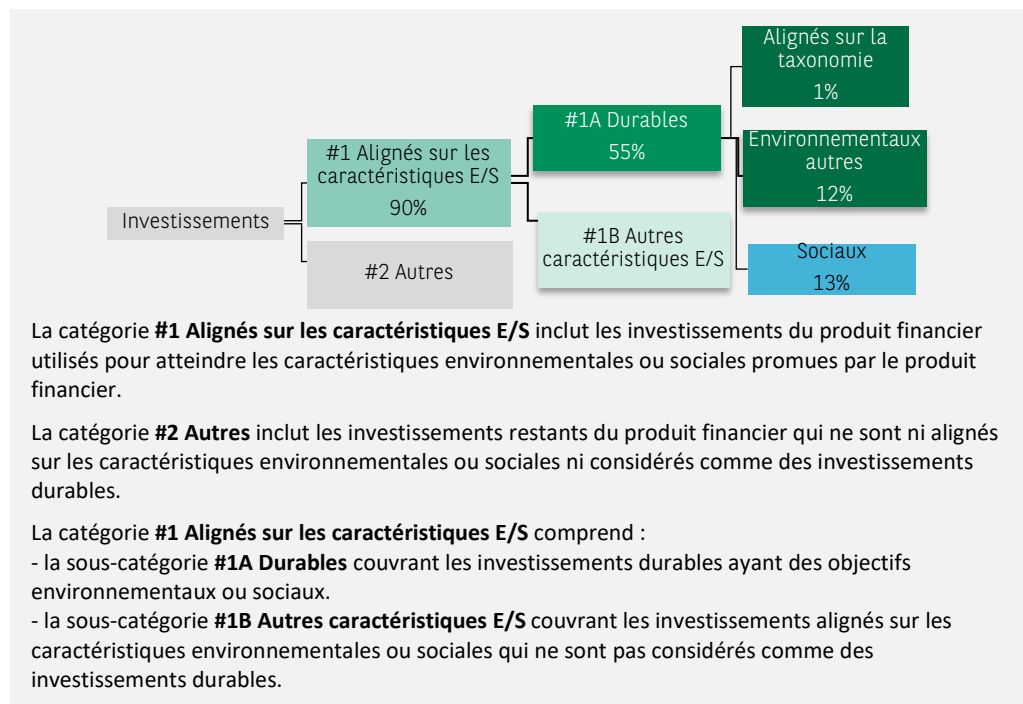 Investissements
#1 Alignés sur les
caractéristiques E/S
90%
#2 Autres
#1A Durables
55%
#1B Autres
caractéristiques E/S
Alignés sur la
taxonomie
1%
Environnementaux
autres
12%
Sociaux
13%
La catégorie #1 Alignés sur les caractéristiques E/S inclut les investissements du produit financier
utilisés pour atteindre les caractéristiques environnementales ou sociales promues par le produit
financier.
La catégorie #2 Autres inclut les investissements restants du produit financier qui ne sont ni alignés
sur les caractéristiques environnementales ou sociales ni considérés comme des investissements
durables.
La catégorie #1 Alignés sur les caractéristiques E/S comprend :
- la sous-catégorie #1A Durables couvrant les investissements durables ayant des objectifs
environnementaux ou sociaux.
- la sous-catégorie #1B Autres caractéristiques E/S couvrant les investissements alignés sur les
caractéristiques environnementales ou sociales qui ne sont pas considérés comme des
investissements durables.